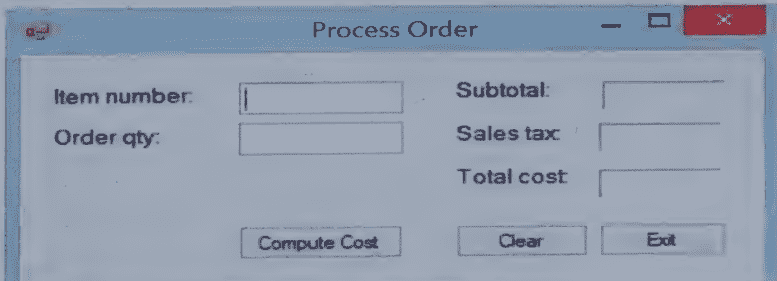 Process Order
Item number:
Order qty:
Subtotal:
Sales tax:
Total cost:
Compute Cost
Clear
Exit